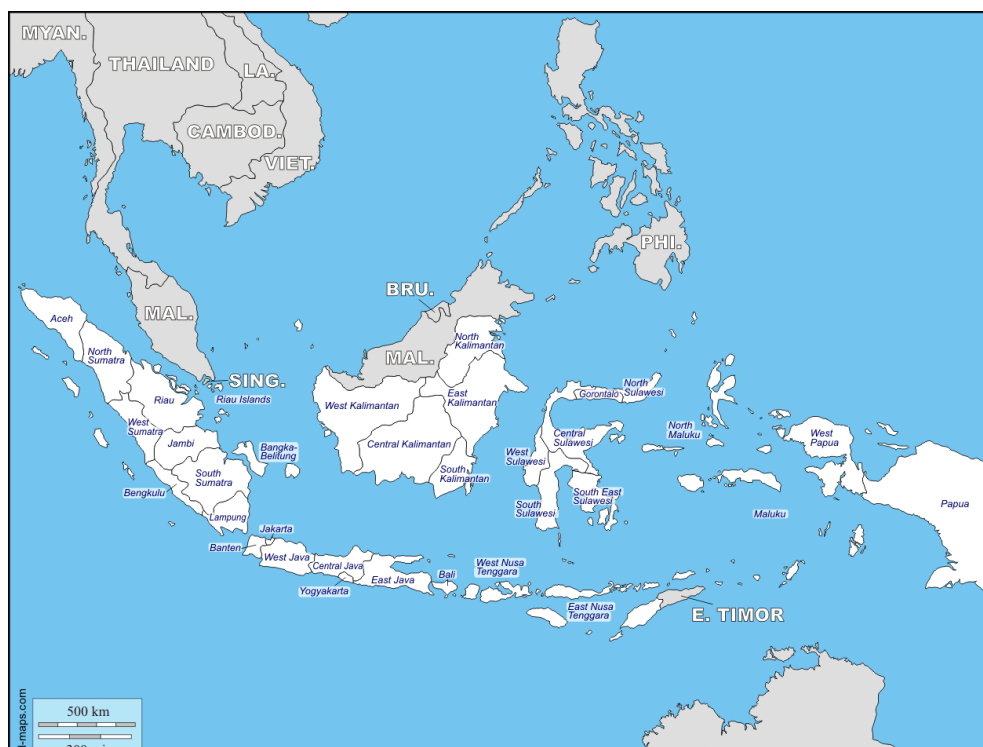 MYAN.
THAILAND
LA.
CAMBOD.
VIET.
PHI.
BRU.
MAL.
MAL.
SING.
E. TIMOR
Aceh
North
Sumatra
Riau
Riau Islands
West
Sumatra
Jambi
Bangka-
Belitung
South
Sumatra
Bengkulu
Lampung
Jakarta
Banten
West Java
Central Java
Yogyakarta
East Java
Bali
West Nusa
Tenggara
East Nusa
Tenggara
North
Kalimantan
West Kalimantan
East
Kalimantan
Central Kalimantan
South
Kalimantan
Gorontalo
North
Sulawesi
Central
Sulawesi
West
Sulawesi
South
Sulawesi
South East
Sulawesi
North
Maluku
Maluku
West
Papua
Papua
500 km